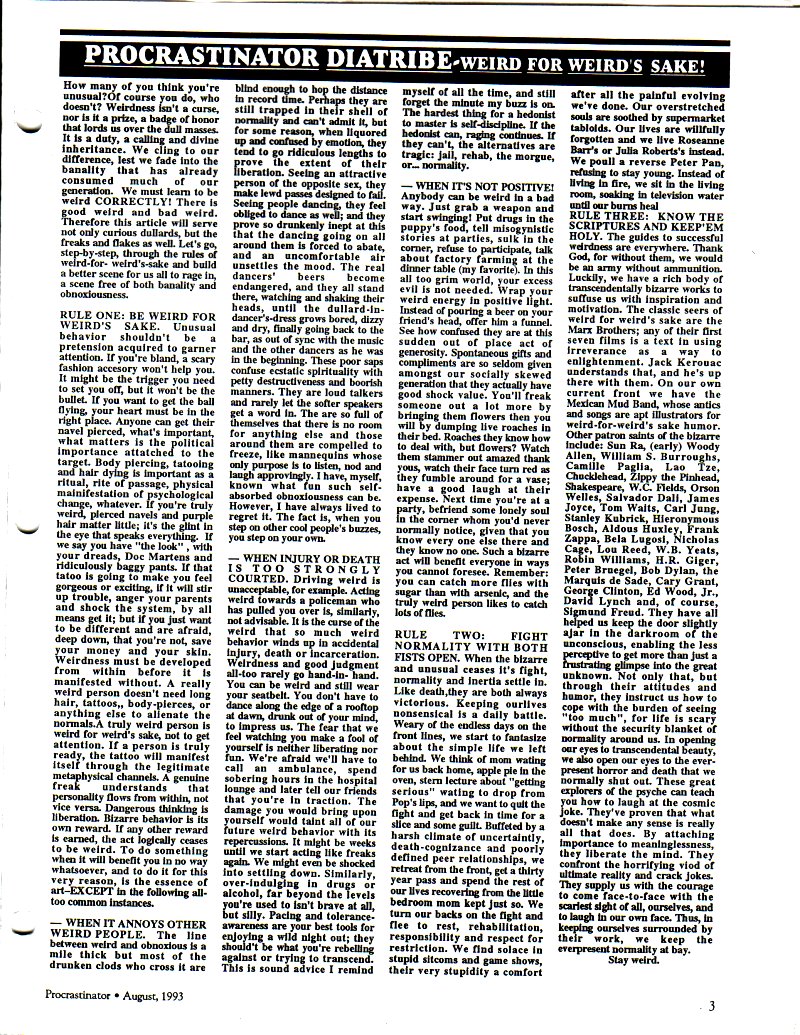 PROCRASTINATOR DIATRIBE-WEIRD FOR WEIRD'S SAKE!
How many of you think you're
unusual?Of course you do, who
doesn't? Weirdness isn't a curse,
nor is it a prize, a badge of honor
that lords us over the dull masses.
It is a duty, a calling and divine
inheritance. We cling to our
difference, lest we fade into the
banality that has already
consumed much of our
generation. We must learn to be
weird CORRECTLY! There is
good weird and bad weird.
Therefore this article will serve
not only curious dullards, but the
freaks and flakes as well. Let's go,
step-by-step, through the rules of
weird-for- weird's-sake and build
a better scene for us all to rage in,
a scene free of both banality and
obnoxiousness.
RULE ONE: BE WEIRD FOR
WEIRD'S SAKE. Unusual
behavior shouldn't be a
pretension acquired to garner
attention. If you're bland, a scary
fashion accesory won't help you.
It might be the trigger you need
to set you off, but it won't be the
bullet. If you want to get the ball
flying, your heart must be in the
right place. Anyone can get their
navel pierced, what's important,
what matters is the political
importance attatched to the
target. Body piercing, tatooing
and hair dying is important as a
ritual, rite of passage, physical
mainifestation of psychological
change, whatever. If you're truly
weird, pierced navels and purple
hair matter little; it's the glint in
the eye that speaks everything. If
we say you have "the look" , with
your dreads, Doc Martens and
ridiculously baggy pants. If that
tatoo is going to make you feel
gorgeous or exciting, if it will stir
up trouble, anger your parents
and shock the system, by all
means get it; but if you just want
to be different and are afraid,
deep down, that you're not, save
your money and your skin.
Weirdness must be developed
from within before it is
manifested without. A really
weird person doesn't need long
hair, tattoos,, body-pierces, or
anything else to alienate the
normals.A truly weird person is
weird for weird's sake, not to get
attention. If a person is truly
ready, the tattoo will manifest
itself through the legitimate
metaphysical channels. A genuine
freak understands that
personality flows from within, not
vice versa. Dangerous thinking is
liberation. Bizarre behavior is its
own reward. If any other reward
is earned, the act logically ceases
to be weird. To do something
when it will benefit you in no way
whatsoever, and to do it for this
very reason, is the essence of
art--EXCEPT in the following all-
too common instances.
— WHEN IT ANNOYS OTHER
WEIRD PEOPLE. The line
between weird and obnoxious is a
mile thick but most of the
drunken clods who cross it are
blind enough to hop the distance
in record time. Perhaps they are
still trapped in their shell of
normality and can't admit it, but
for some reason, when liquored
up and confused by emotion, they
tend to go ridiculous lengths to
prove the extent of their
liberation. Seeing an attractive
person of the opposite sex, they
make lewd passes designed to fail.
Seeing people dancing, they feel
obliged to dance as well; and they
prove so drunkenly inept at this
that the dancing going on all
around them is forced to abate,
and an uncomfortable air
unsettles the mood. The real
dancers' beers become
endangered, and they all stand
there, watching and shaking their
heads, until the dullard-in-
dancer's-dress grows bored, dizzy
and dry, finally going back to the
bar, as out of sync with the music
and the other dancers as he was
in the beginning. These poor saps
confuse ecstatic spirituality with
petty destructiveness and boorish
manners. They are loud talkers
and rarely let the softer speakers
get a word in. The are so full of
themselves that there is no room
for anything else and those
around them are compelled to
freeze, like mannequins whose
only purpose is to listen, nod and
laugh approvingly. I have, myself,
known what fun such self-
absorbed obnoxiousness can be.
However, I have always lived to
regret it. The fact is, when you
step on other cool people's buzzes,
you step on your own.
— WHEN INJURY OR DEATH
IS TOO STRONGLY
COURTED. Driving weird is
unacceptable, for example. Acting
weird towards a policeman who
has pulled you over is, similarly,
not advisable. It is the curse of the
weird that so much weird
behavior winds up in accidental
injury, death or incarceration.
Weirdness and good judgment
all-too rarely go hand-in- hand.
You can be weird and still wear
your seatbelt. You don't have to
dance along the edge of a rooftop
at dawn, drunk out of your mind,
to impress us. The fear that we
feel watching you make a fool of
yourself is neither liberating nor
fun. We're afraid we'll have to
call an ambulance, spend
sobering hours in the hospital
lounge and later tell our friends
that you're in traction. The
damage you would bring upon
yourself would taint all of our
future weird behavior with its
repercussions. It might be weeks
until we start acting like freaks
again. We might even be shocked
into settling down. Similarly,
over-indulging in drugs or
alcohol, far beyond the levels
you're used to isn't brave at all,
but silly. Pacing and tolerance-
awareness are your best tools for
enjoying a wild night out; they
shouldn't be what you're rebelling
against or trying to transcend.
This is sound advice I remind
myself of all the time, and still
forget the minute my buzz is on.
The hardest thing for a hedonist
to master is self-discipline. If the
hedonist can, raging continues. If
they can't, the alternatives are
tragic: jail, rehab, the morgue,
or... normality.
— WHEN IT'S NOT POSITIVE!
Anybody can be weird in a bad
way. Just grab a weapon and
start swinging! Put drugs in the
puppy's food, tell misogynistic
stories at parties, sulk in the
corner, refuse to participate, talk
about factory farming at the
dinner table (my favorite). In this
all too grim world, your excess
evil is not needed. Wrap your
weird energy in positive light.
Instead of pouring a beer on your
friend's head, offer him a funnel.
See how confused they are at this
sudden out of place act of
generosity. Spontaneous gifts and
compliments are so seldom given
amongst our socially skewed
generation that they actually have
good shock value. You'll freak
someone out a lot more by
bringing them flowers then you
will by dumping live roaches in
their bed. Roaches they know how
to deal with, but flowers? Watch
them slammer out amazed thank
yous, watch their face turn red as
they fumble around for a vase;
have a good laugh at their
expense. Next time you're at a
party, befriend some lonely soul
in the corner whom you'd never
normally notice, given that you
know every one else there and
they know no one. Such a bizarre
act will benefit everyone in ways
you cannot foresee. Remember:
you can catch more flies with
sugar than with arsenic, and the
truly weird person likes to catch
lots of flies.
RULE TWO: FIGHT
NORMALITY WITH BOTH
FISTS OPEN. When the bizarre
and unusual ceases it's fight,
normality and inertia settle in.
Like death,they are both always
victorious. Keeping ourlives
nonsensical is a daily battle.
Weary of the endless days on the
front lines, we start to fantasize
about the simple life we left
behind. We think of mom wating
for us back home, apple pie in the
oven, stern lecture about "getting
serious" wating to drop from
Pop's lips, and we want to quit the
fight and get back in time for a
slice and some guild. Buffeted by a
harsh climate of uncertainty,
death-cognizance and poorly
defined peer relationships, we
retreat from the front, get a thirty
year pass and spend the rest of
our lives recovering from the little
bedroom mom kept just so. We
turn our backs on the fight and
flee to rest, rehabilitation,
responsibility and respect for
restriction. We find solace in
stupid sitcoms and game shows,
their very stupidity a comfort
after all the painful evolving
we've done. Our overstretched
souls are soothed by supermarket
tabloids. Our lives are willfully
forgotten and we live Roseanne
Barr's or Julia Roberts's instead.
We poull a reverse Peter Pan,
refusing to stay young. Instead of
living in fire, we sit in the living
room, soaking in television water
until our burns heal
RULE THREE: KNOW THE
SCRIPTURES AND KEEP'EM
HOLY. The guides to successful
weirdness are everywhere. Thank
God, for without them, we would
be an army without ammunition.
Luckily, we have a rich body of
transcendentally bizarre works to
suffuse us with inspiration and
motivation. The classic seers of
weird for weird's sake are the
Marx Brothers; any of their first
seven films is a text in using
irreverance as a way to
enlightenment. Jack Kerouac
understands that, and he's up
there with them. On our own
current front we have the
Mexican Mud Band, whose antics
and songs are apt illustrators for
weird-for-weird's sake humor.
Other patron saints of the bizarre
include: Sun Ra, (early) Woody
Allen, William S. Burroughs,
Camille Paglia, Lao Tze,
Chucklehead, Zippy the Pinhead,
Shakespeare, W.C. Fields, Orson
Welles, Salvador Dali, James
Joyce, Tom Waits, Carl Jung,
Stanley Kubrick, Hieronymous
Bosch, Aldous Huxley, Frank
Zappa, Bela Lugosi, Nicholas
Cage, Lou Reed, W.B. Yeats,
Robin Williams, H.R. Giger,
Peter Bruegel, Bob Dylan, the
Marquis de Sade, Cary Grant,
George Clinton, Ed Wood, Jr.,
David Lynch and, of course,
Sigmund Freud. They have all
helped us keep the door slightly
ajar in the darkroom of the
unconscious, enabling the less
perceptive to get more than just a
frustrating glimpse into the great
unknown. Not only that, but
through their attitudes and
humor, they instruct us how to
cope with the burden of seeing
"too much", for life is scary
without the security blanket of
normality around us. In opening
our eyes to transcendental beauty,
we also open our eyes to the ever-
present horror and death that we
normally shut out. These great
explorers of the psyche can teach
you how to laugh at the cosmic
joke. They've proven that what
doesn't make any sense is really
all that does. By attaching
importance to meaninglessness,
they liberate the mind. They
confront the horrifying viod of
ultimate reality and crack jokes.
They supply us with the courage
to come face-to-face with the
scariest sight of all, ourselves, and
to laugh in our own face. Thus, in
keeping ourselves surrounded by
their work, we keep the
everpresent normality at bay.
Stay weird.
Procrastinator • August, 1993
3